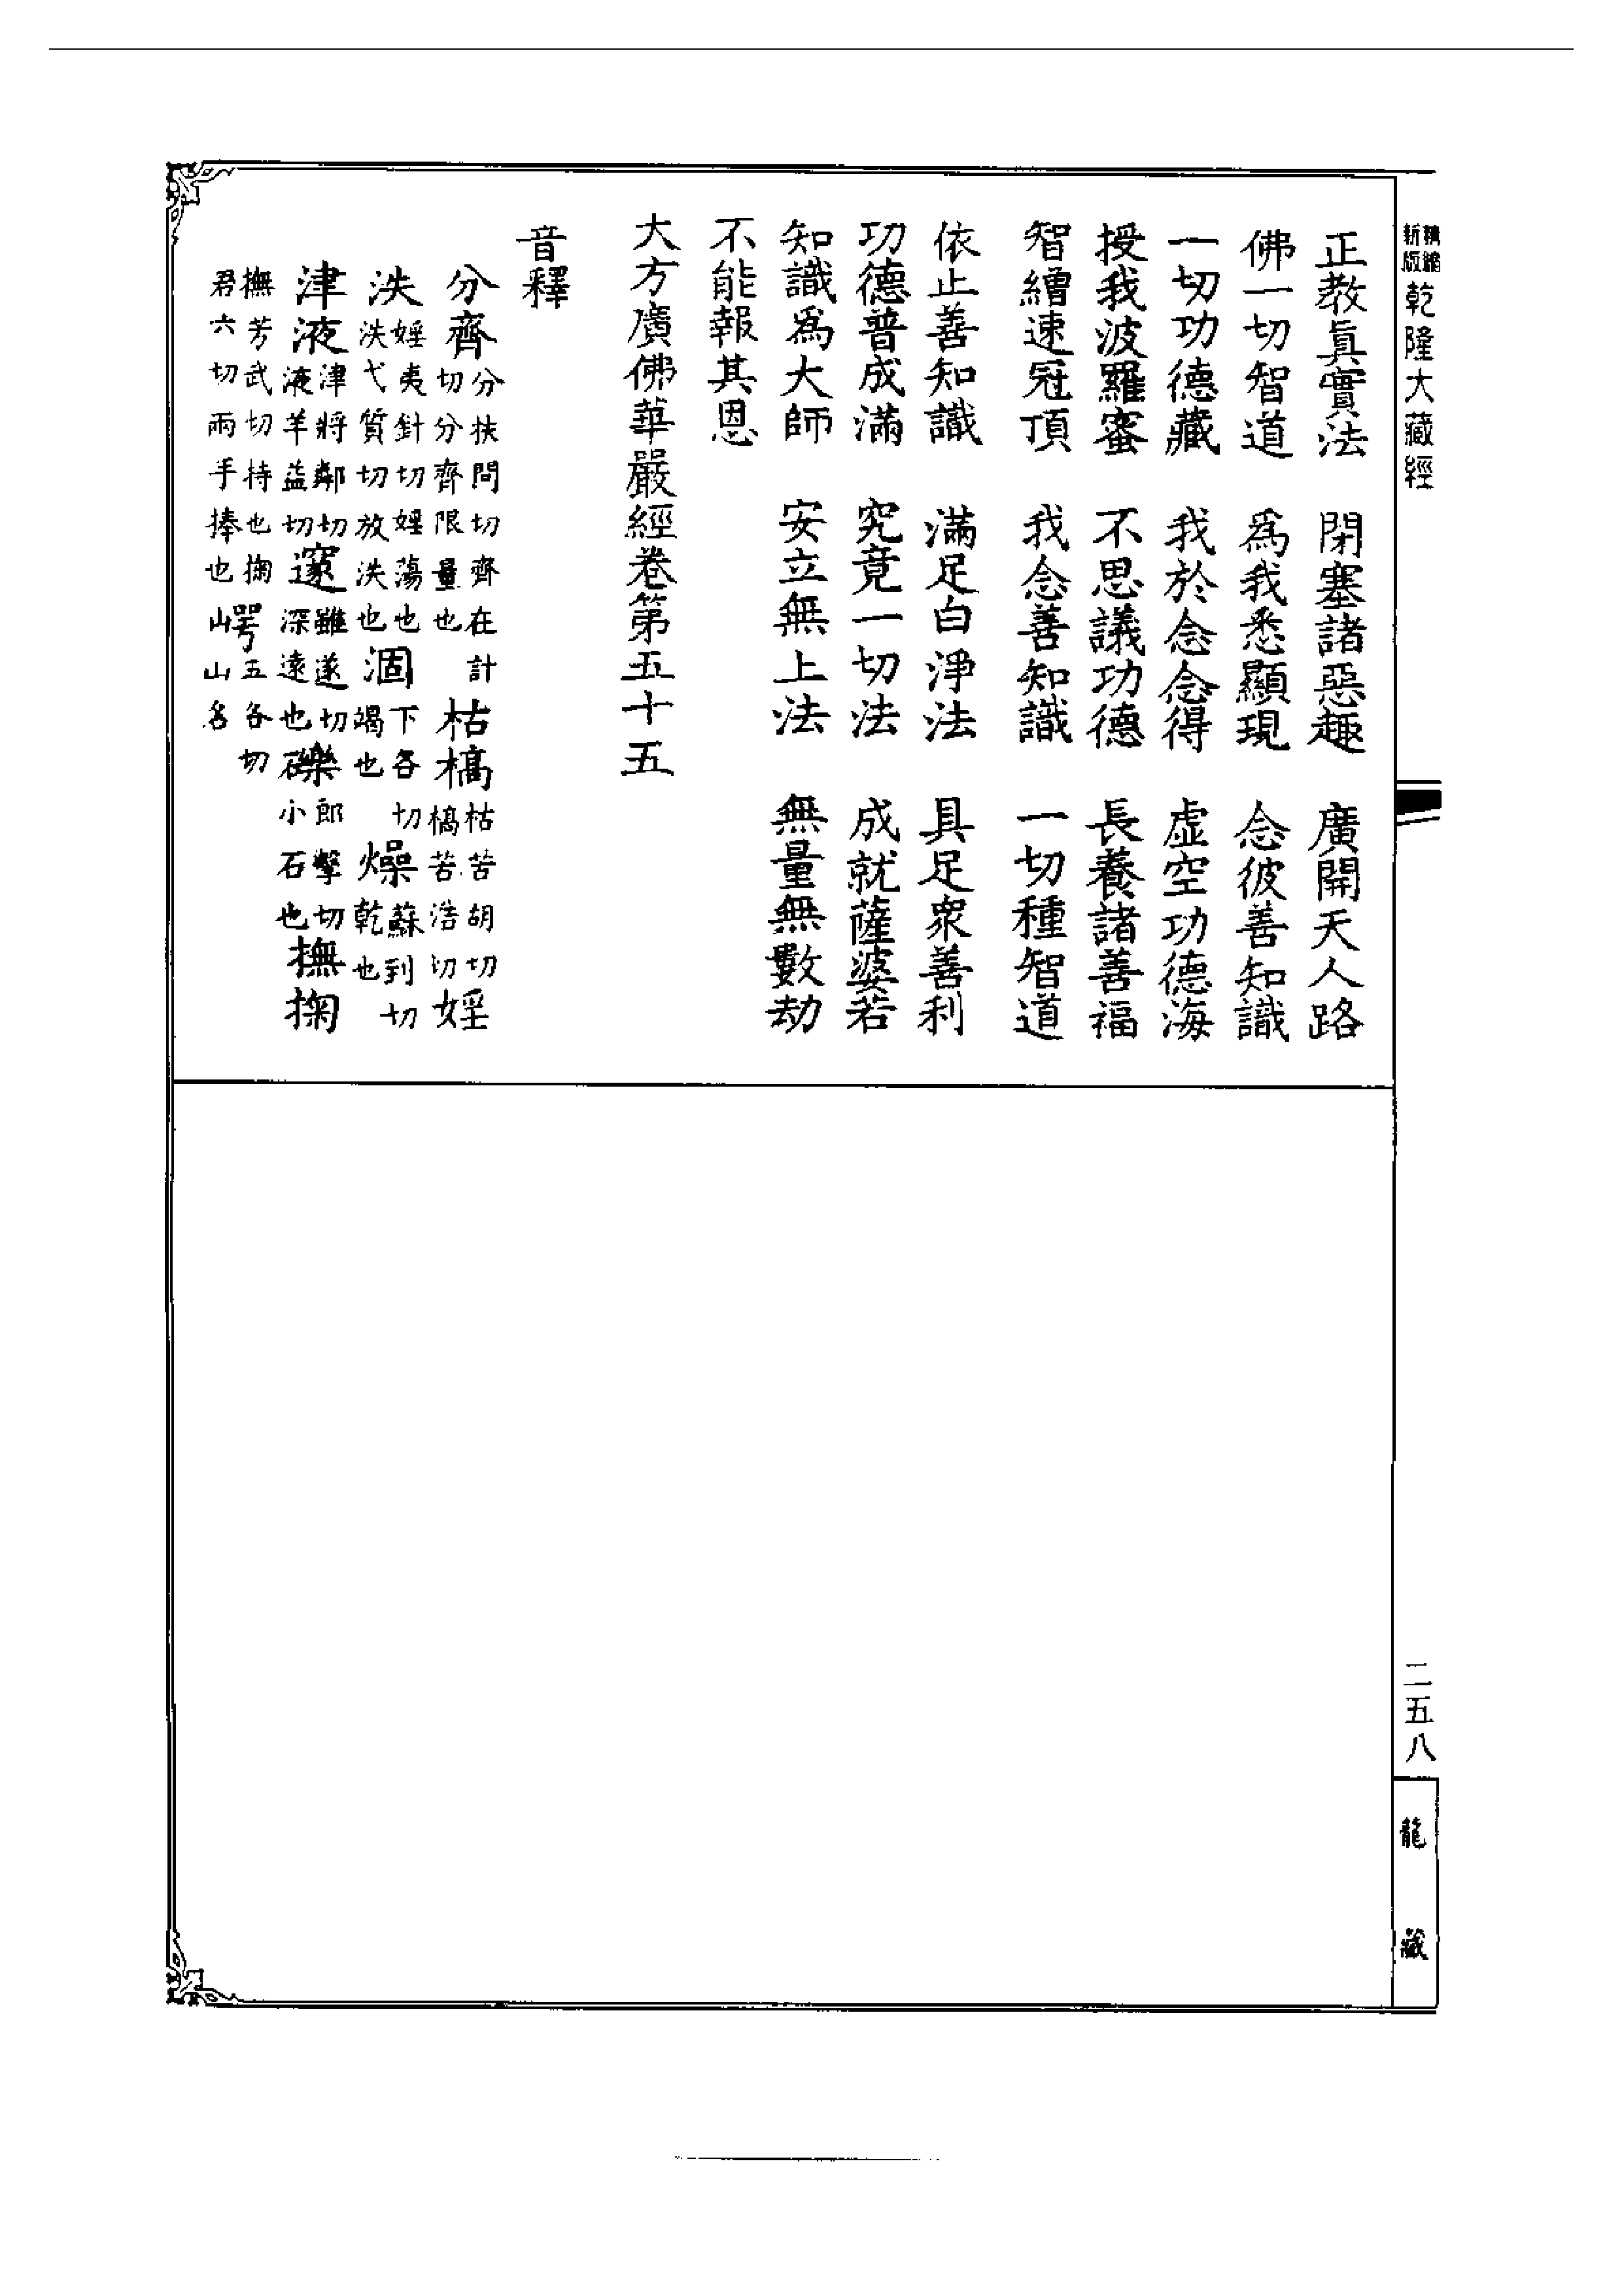 新版精縮乾隆大藏經
正教眞實法　閉塞諸惡趣　廣開天人路
佛一切智道　爲我悉顯現　念彼善知識
一切功德藏　我於念念得　虛空功德海
授我波羅蜜　不思議功德　長養諸善福
智繒速冠頂　我念善知識　一切種智道
依止善知識　滿足白淨法　具足衆善利
功德普成滿　究竟一切法　成就薩婆若
知識爲大師　安立無上法　無量無數劫
不能報其恩
大方廣佛華嚴經卷第五十五
音釋
分齊分扶問切齊在計切分齊限量也枯槁枯苦胡切槁苦浩切婬
泆婬夷針切婬蕩也泆弋質切放泆也涸下各切竭也燥蘇到切乾也
津液津將鄰切液羊益切邃雖遂切深遠也礫郎擊切小石也撫掬
撫芳武切持也掬君六切兩手捧也㟧五各切山山名
二五八
龍藏